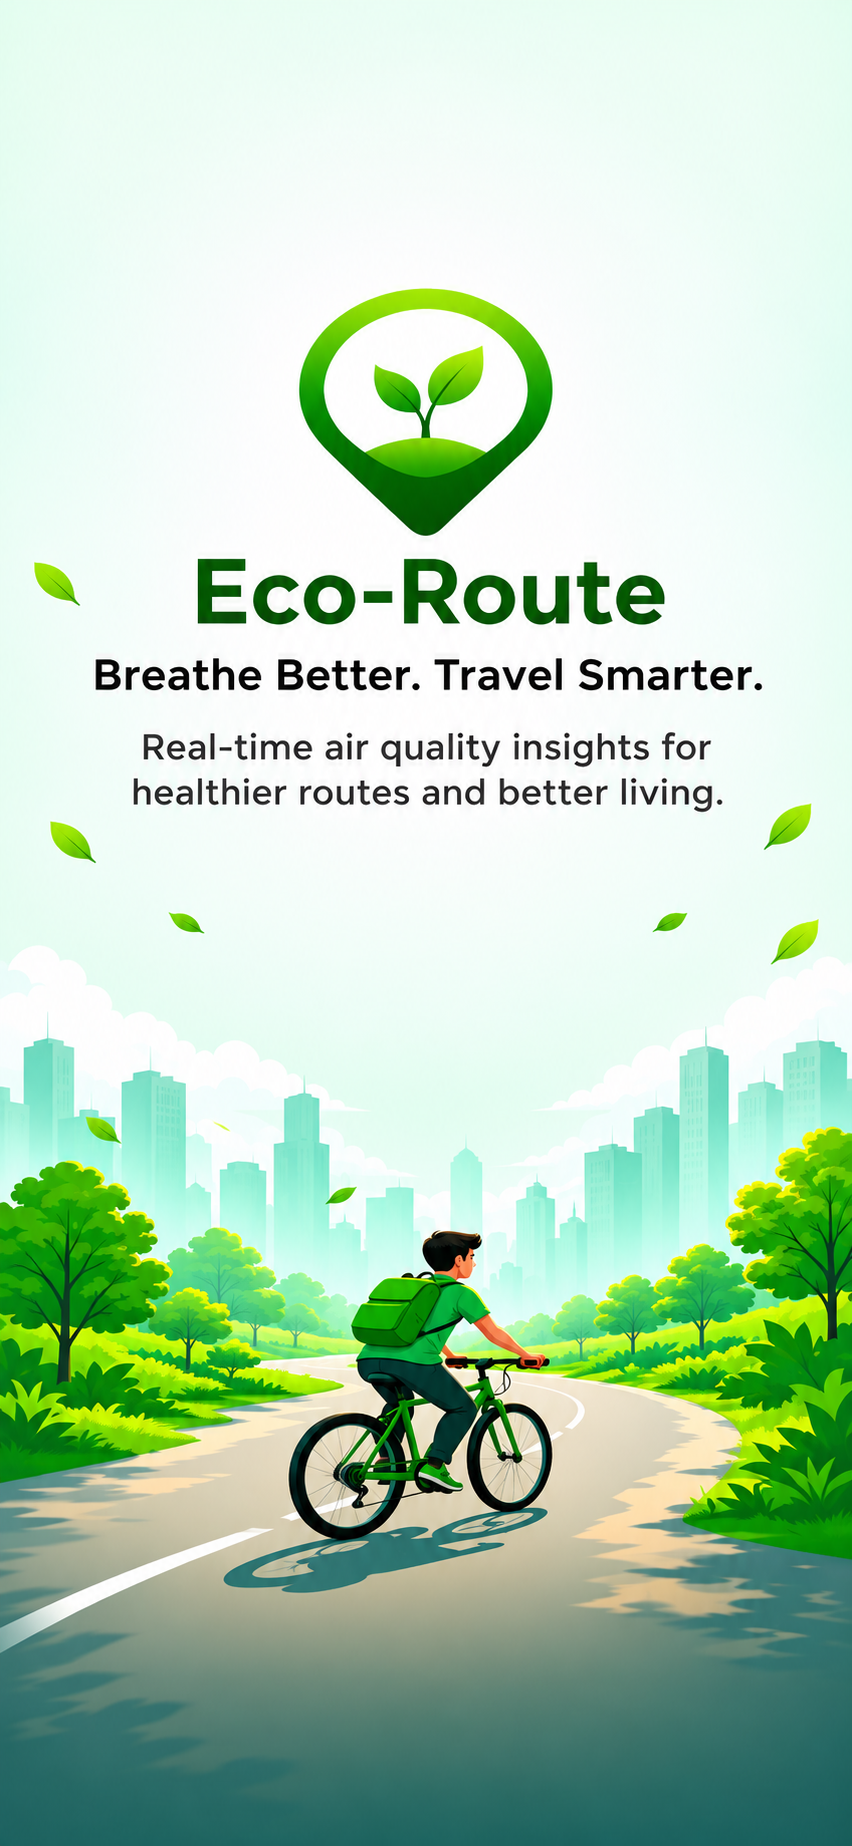 Eco-Route
Breathe Better. Travel Smarter.
Real-time air quality insights for
healthier routes and better living.